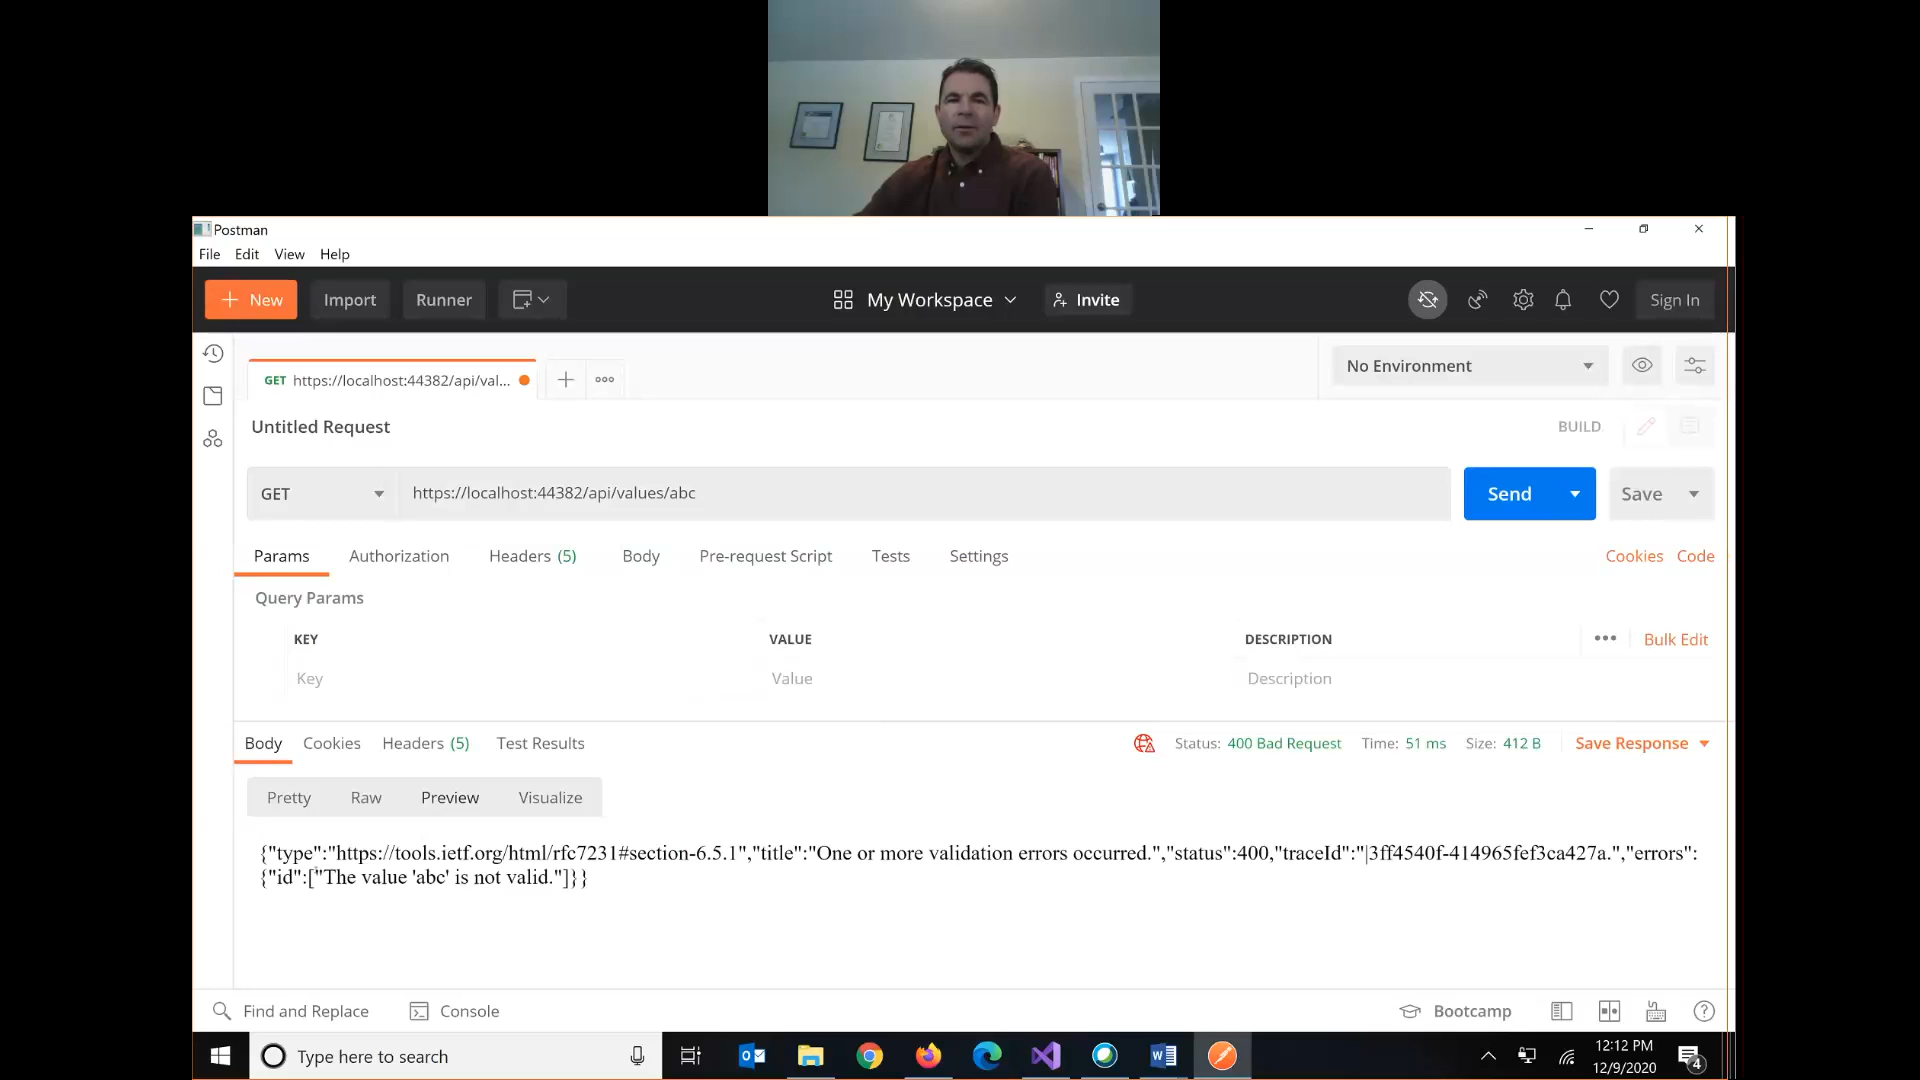 Postman
File Edit View Help
New Import Runner My Workspace Invite Sign In
GET https://localhost:44382/api/val... No Environment
Untitled Request BUILD
GET https://localhost:44382/api/values/abc Send Save
Params Authorization Headers (5) Body Pre-request Script Tests Settings Cookies Code
Query Params
KEY VALUE DESCRIPTION ••• Bulk Edit
Key Value Description
Body Cookies Headers (5) Test Results Status: 400 Bad Request Time: 51 ms Size: 412 B Save Response
Pretty Raw Preview Visualize
{"type":"https://tools.ietf.org/html/rfc7231#section-6.5.1","title":"One or more validation errors occurred.","status":400,"traceId":"|3ff4540f-414965fef3ca427a.","errors":
{"id":["The value 'abc' is not valid."]}}
Find and Replace Console Bootcamp
Type here to search
12:12 PM
12/9/2020
4